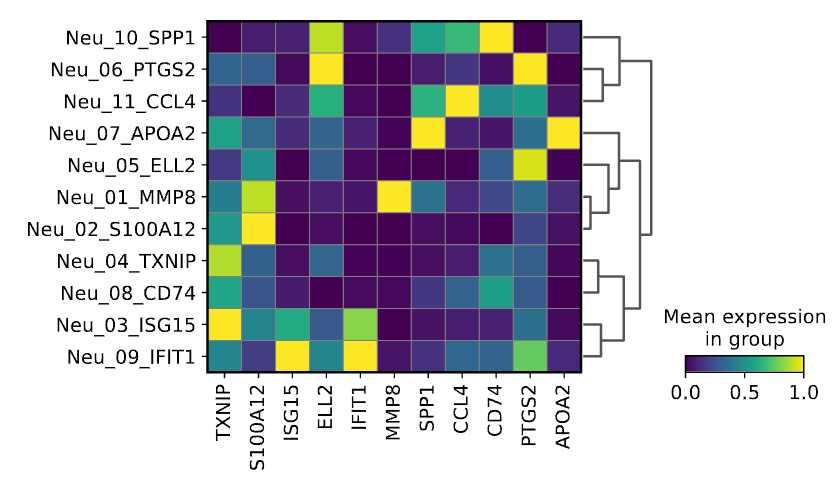 Neu_10_SPP1
Neu_06_PTGS2
Neu_11_CCL4
Neu_07_APOA2
Neu_05_ELL2
Neu_01_MMP8
Neu_02_S100A12
Neu_04_TXNIP
Neu_08_CD74
Neu_03_ISG15
Neu_09_IFIT1
TXNIP
S100A12
ISG15
ELL2
IFIT1
MMP8
SPP1
CCL4
CD74
PTGS2
APOA2
Mean expression
in group
0.0 0.5 1.0